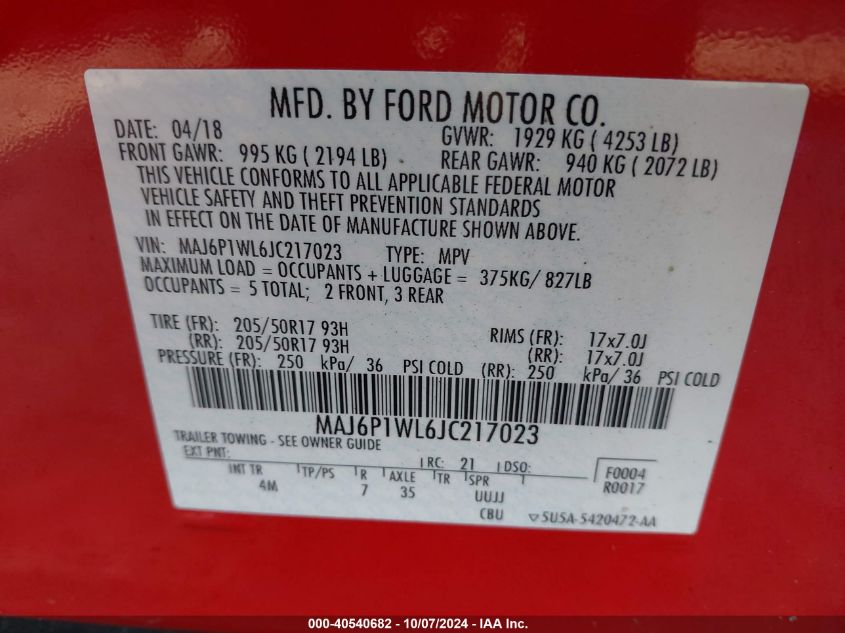 MFD. BY FORD MOTOR CO.
DATE: 04/18 GVWR: 1929 KG ( 4253 LB)
FRONT GAWR: 995 KG ( 2194 LB) REAR GAWR: 940 KG ( 2072 LB)
THIS VEHICLE CONFORMS TO ALL APPLICABLE FEDERAL MOTOR
VEHICLE SAFETY AND THEFT PREVENTION STANDARDS
IN EFFECT ON THE DATE OF MANUFACTURE SHOWN ABOVE.
VIN: MAJ6P1WL6JC217023 TYPE: MPV
MAXIMUM LOAD = OCCUPANTS + LUGGAGE = 375KG/ 827LB
OCCUPANTS = 5 TOTAL; 2 FRONT, 3 REAR
TIRE (FR): 205/50R17 93H RIMS (FR): 17x7.0J
(RR): 205/50R17 93H (RR): 17x7.0J
PRESSURE (FR): 250 kPa/ 36 PSI COLD (RR): 250 kPa/ 36 PSI COLD
MAJ6P1WL6JC217023
TRAILER TOWING - SEE OWNER GUIDE
EXT PNT: RC: 21 DSO: F0004
INT TR TP/PS R AXLE TR SPR R0017
4M 7 35 UUJJ
CBU ▽5U5A-5420472-AA
000-40540682 - 10/07/2024 - IAA Inc.